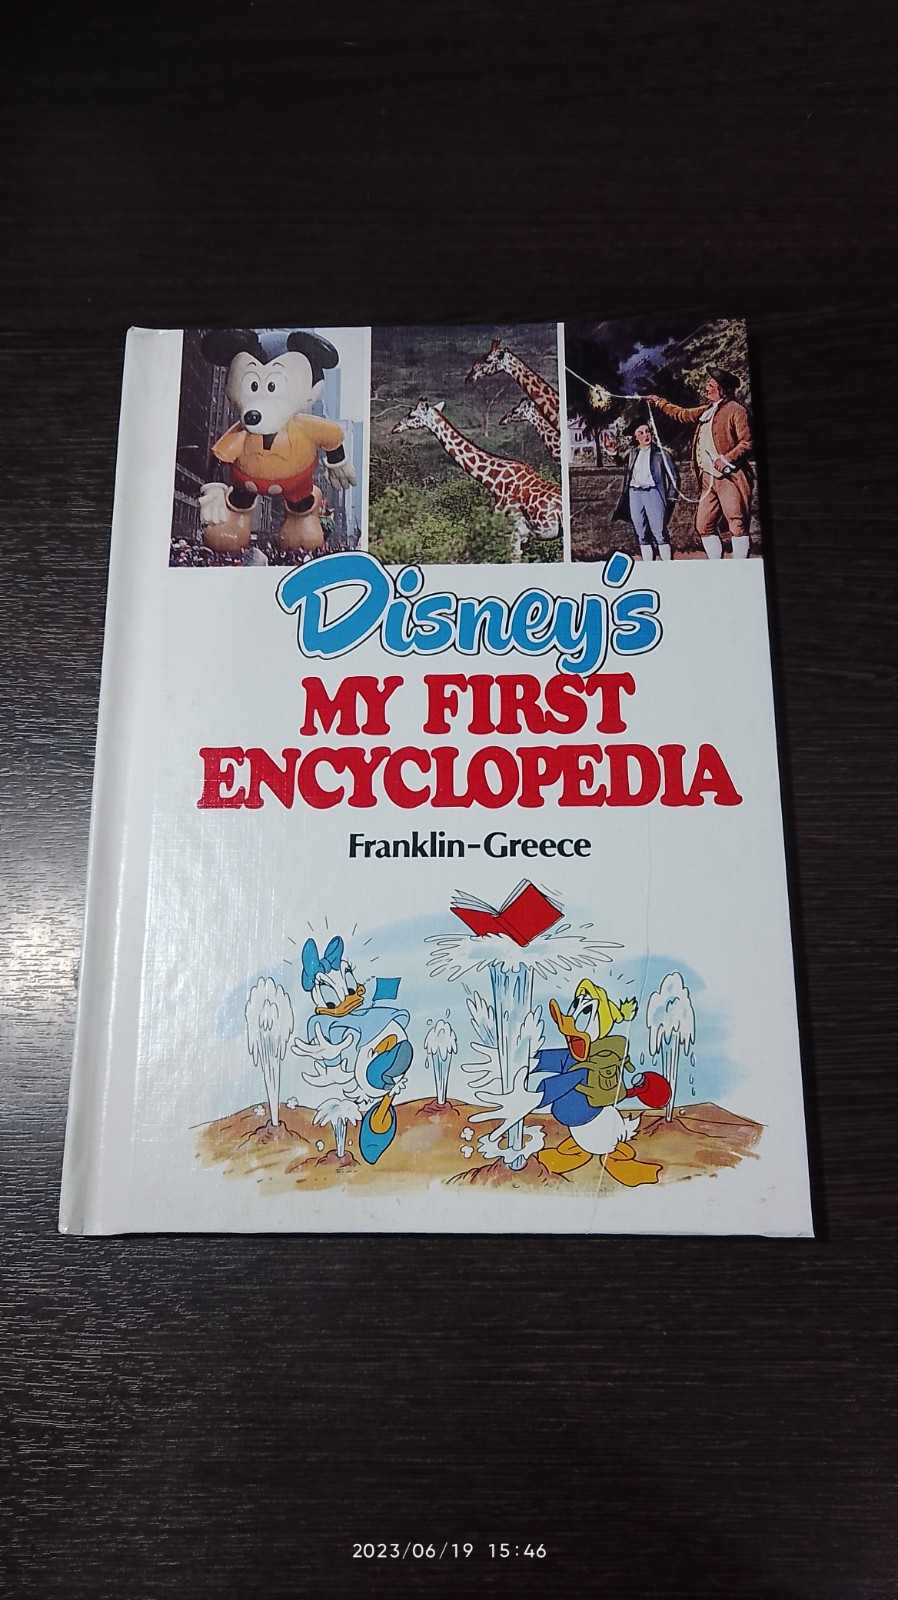 Disney's
MY FIRST
ENCYCLOPEDIA
Franklin-Greece
2023/06/19 15:46